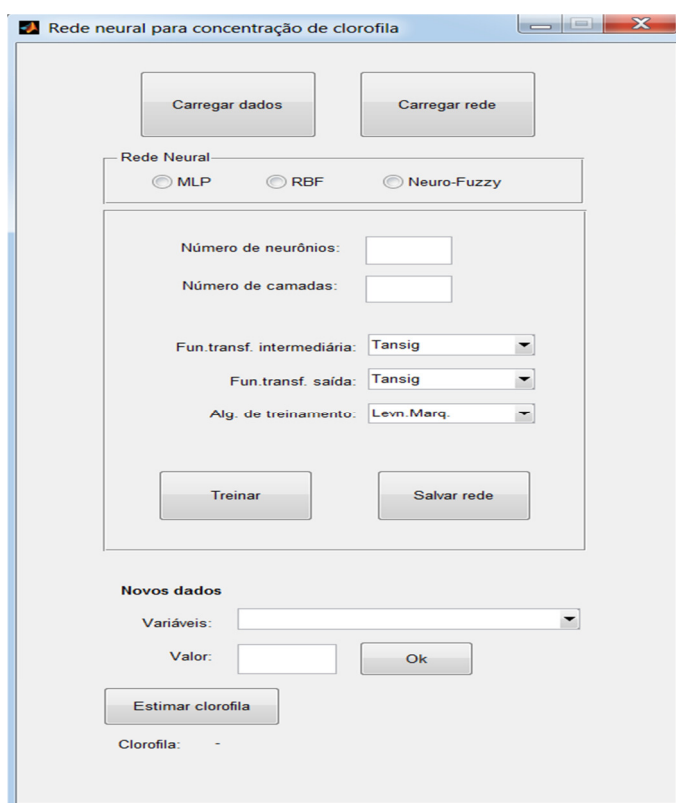 Rede neural para concentração de clorofila
Carregar dados Carregar rede
Rede Neural
MLP RBF Neuro-Fuzzy
Número de neurônios:
Número de camadas:
Fun.transf. intermediária: Tansig
Fun.transf. saída: Tansig
Alg. de treinamento: Levn.Marq.
Treinar Salvar rede
Novos dados
Variáveis:
Valor: Ok
Estimar clorofila
Clorofila: -